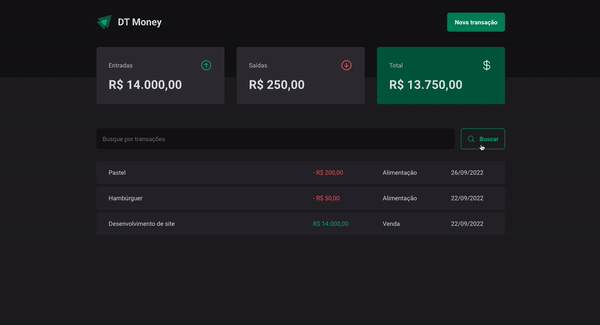 DT Money
Nova transação
Entradas
R$ 14.000,00
Saídas
R$ 250,00
Total
$
R$ 13.750,00
Busque por transações
Buscar
Pastel - R$ 200,00 Alimentação 26/09/2022
Hambúrguer - R$ 50,00 Alimentação 22/09/2022
Desenvolvimento de site R$ 14.000,00 Venda 22/09/2022